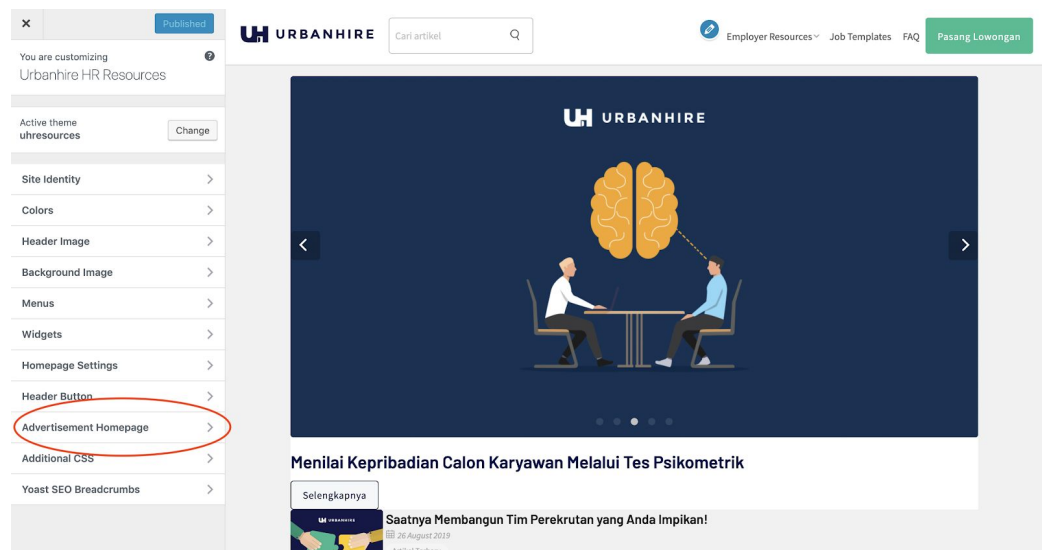 Published
You are customizing
Urbanhire HR Resources
Active theme
uhresources
Change
Site Identity
Colors
Header Image
Background Image
Menus
Widgets
Homepage Settings
Header Button
Advertisement Homepage
Additional CSS
Yoast SEO Breadcrumbs
UH URBANHIRE
Cari artikel
Employer Resources
Job Templates
FAQ
Pasang Lowongan
UH URBANHIRE
Menilai Kepribadian Calon Karyawan Melalui Tes Psikometrik
Selengkapnya
UH URBANHIRE
Saatnya Membangun Tim Perekrutan yang Anda Impikan!
26 August 2019